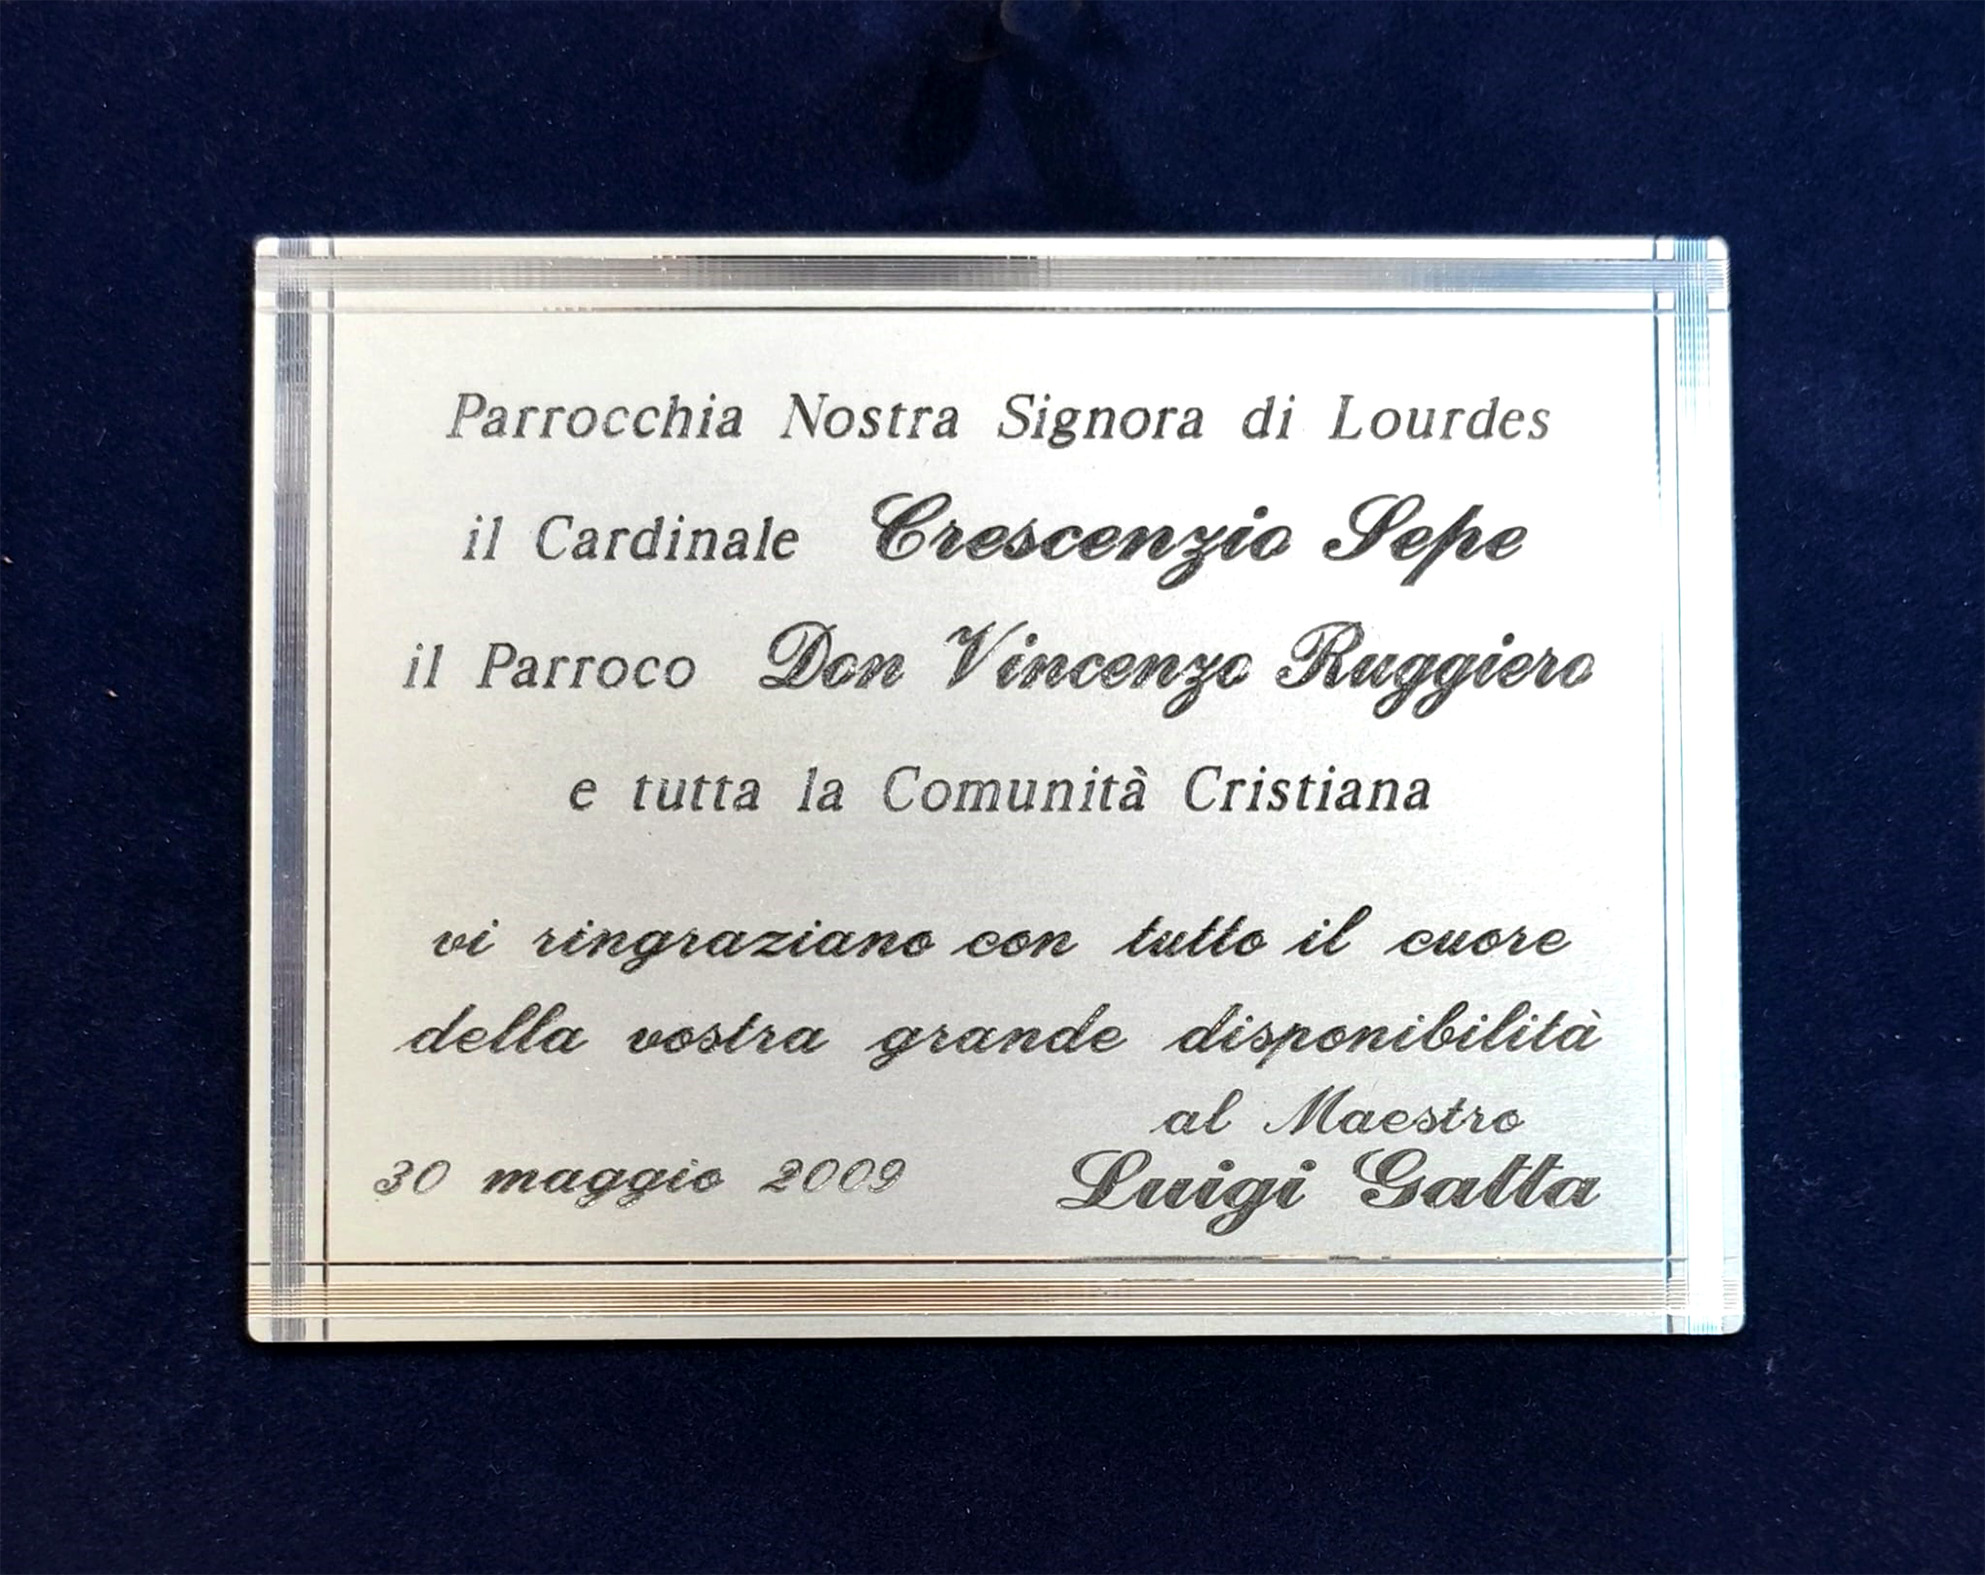 Parrocchia Nostra Signora di Lourdes
il Cardinale Crescenzio Sepe
il Parroco Don Vincenzo Ruggiero
e tutta la Comunità Cristiana
vi ringraziano con tutto il cuore
della vostra grande disponibilità
al Maestro
30 maggio 2009 Luigi Gatta